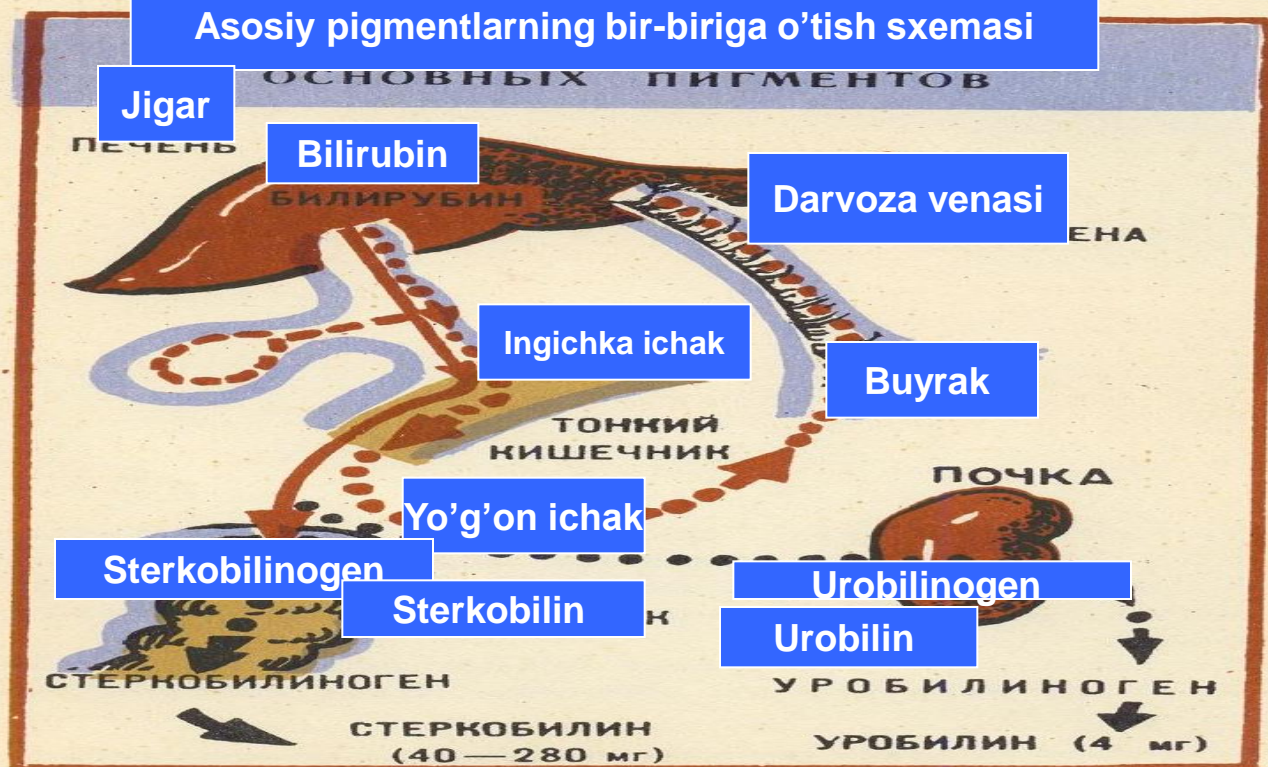 Asosiy pigmentlarning bir-biriga o'tish sxemasi
ОСНОВНЫХ ПИГМЕНТОВ
Jigar
ПЕЧЕНЬ
Bilirubin
БИЛИРУБИН
Darvoza venasi
ЕНА
Ingichka ichak
Buyrak
ТОНКИЙ
КИШЕЧНИК
ПОЧКА
Yo'g'on ichak
Sterkobilinogen
Urobilinogen
Sterkobilin
К
Urobilin
СТЕРКОБИЛИНОГЕН
УРОБИЛИНОГЕН
СТЕРКОБИЛИН
(40—280 мг)
УРОБИЛИН (4 мг)